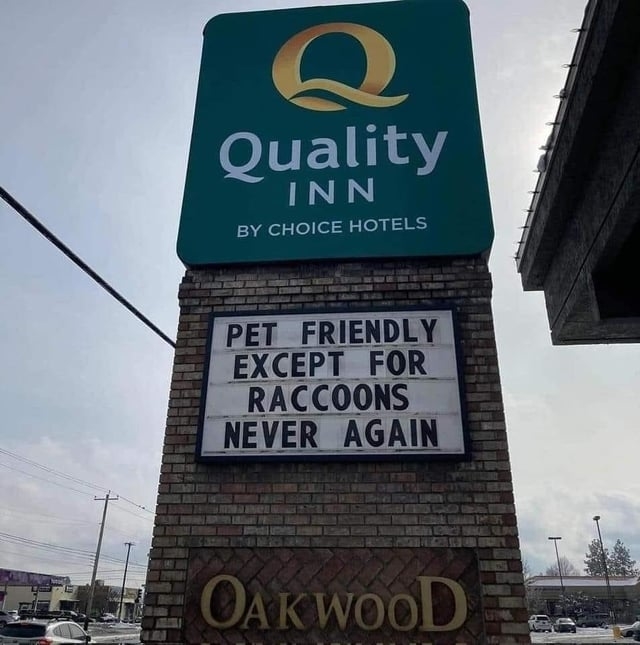 Q
Quality
INN
BY CHOICE HOTELS
PET FRIENDLY
EXCEPT FOR
RACCOONS
NEVER AGAIN
OAKWOOD